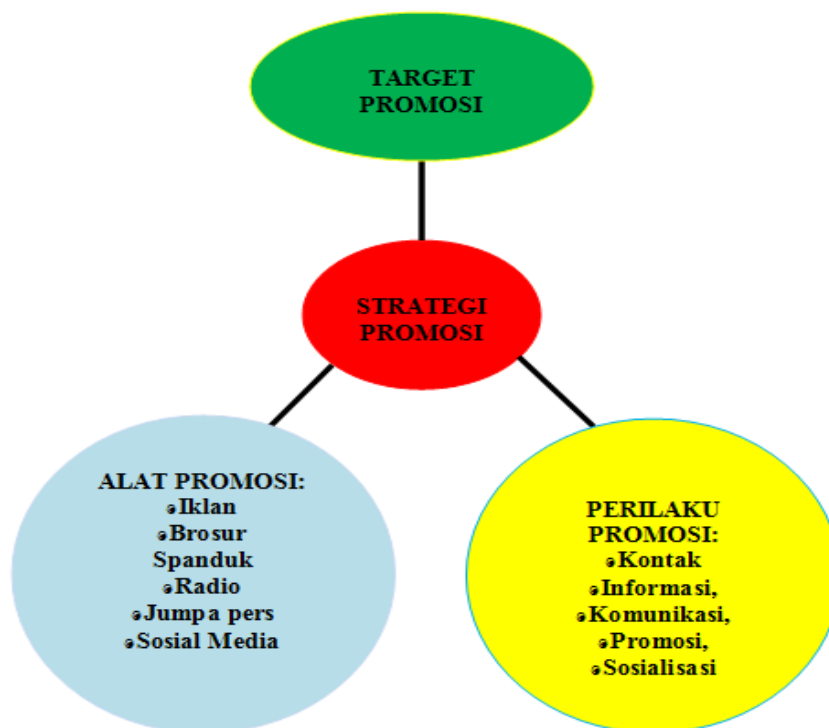 TARGET
PROMOSI
STRATEGI
PROMOSI
ALAT PROMOSI:
Iklan
Brosur
Spanduk
Radio
Jumpa pers
Sosial Media
PERILAKU
PROMOSI:
Kontak
Informasi,
Komunikasi,
Promosi,
Sosialisasi